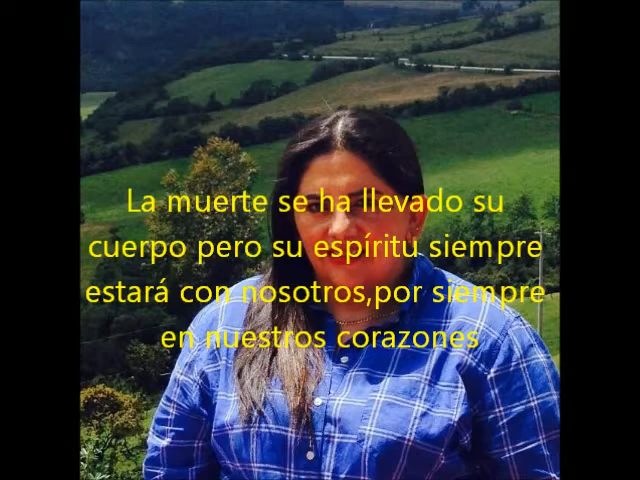 La muerte se ha llevado su
cuerpo pero su espíritu siempre
estará con nosotros,por siempre
en nuestros corazones